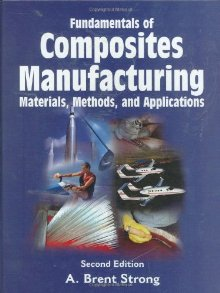 Fundamentals of
Composites
Manufacturing
Materials, Methods, and Applications
Second Edition
A. Brent Strong